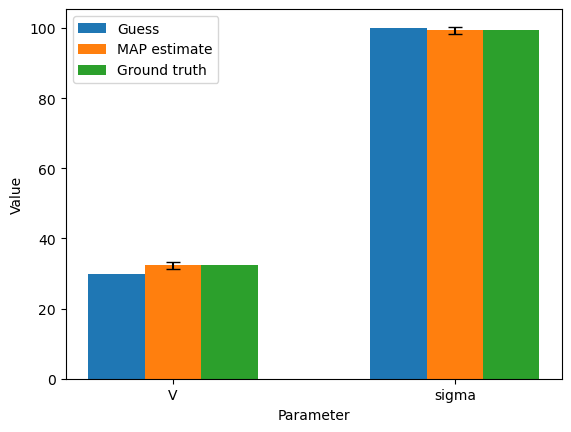 Guess
MAP estimate
Ground truth
Value
100
80
60
40
20
0
V
sigma
Parameter